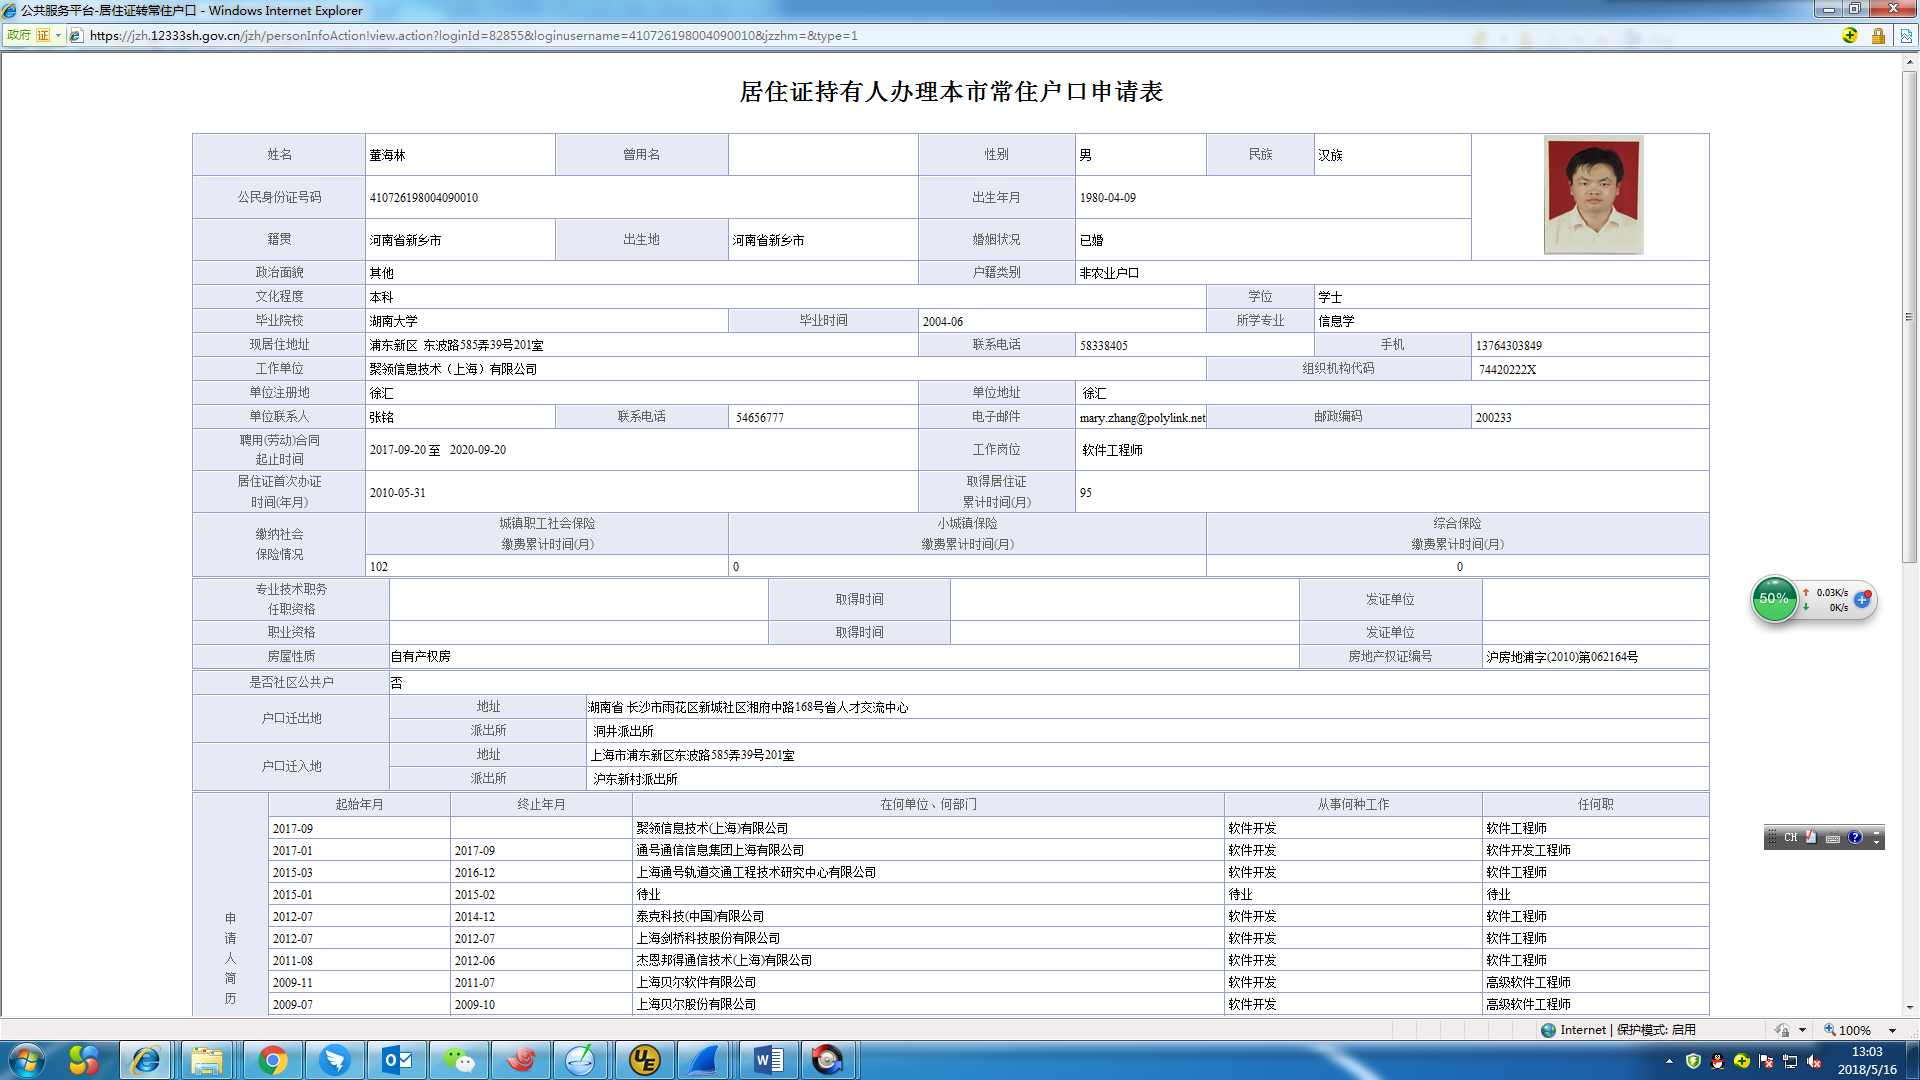 公共服务平台-居住证转常住户口 - Windows Internet Explorer
政府 证 https://jzh.12333sh.gov.cn/jzh/personInfoAction!view.action?loginId=82855&loginusername=410726198004090010&jzzhm=&type=1
居住证持有人办理本市常住户口申请表
姓名 董海林 曾用名 性别 男 民族 汉族
公民身份证号码 410726198004090010 出生年月 1980-04-09
籍贯 河南省新乡市 出生地 河南省新乡市 婚姻状况 已婚
政治面貌 其他 户籍类别 非农业户口
文化程度 本科 学位 学士
毕业院校 湖南大学 毕业时间 2004-06 所学专业 信息学
现居住地址 浦东新区 东波路585弄39号201室 联系电话 58338405 手机 13764303849
工作单位 聚领信息技术（上海）有限公司 组织机构代码 74420222X
单位注册地 徐汇 单位地址 徐汇
单位联系人 张铭 联系电话 54656777 电子邮件 mary.zhang@polylink.net 邮政编码 200233
聘用(劳动)合同
起止时间 2017-09-20 至 2020-09-20 工作岗位 软件工程师
居住证首次办证
时间(年月) 2010-05-31 取得居住证
累计时间(月) 95
缴纳社会
保险情况 城镇职工社会保险
缴费累计时间(月) 小城镇保险
缴费累计时间(月) 综合保险
缴费累计时间(月)
102 0 0
专业技术职务
任职资格 取得时间 发证单位
职业资格 取得时间 发证单位
房屋性质 自有产权房 房地产权证编号 沪房地浦字(2010)第062164号
是否社区公共户 否
户口迁出地 地址 湖南省 长沙市雨花区新城社区湘府中路168号省人才交流中心
派出所 洞井派出所
户口迁入地 地址 上海市浦东新区东波路585弄39号201室
派出所 沪东新村派出所
起始年月 终止年月 在何单位、何部门 从事何种工作 任何职
2017-09 聚领信息技术(上海)有限公司 软件开发 软件工程师
2017-01 2017-09 通号通信信息集团上海有限公司 软件开发 软件开发工程师
2015-03 2016-12 上海通号轨道交通工程技术研究中心有限公司 软件开发 软件工程师
2015-01 2015-02 待业 待业 待业
2012-07 2014-12 泰克科技(中国)有限公司 软件开发 软件工程师
2012-07 2012-07 上海剑桥科技股份有限公司 软件开发 软件工程师
2011-08 2012-06 杰恩邦得通信技术(上海)有限公司 软件开发 软件工程师
2009-11 2011-07 上海贝尔软件有限公司 软件开发 高级软件工程师
2009-07 2009-10 上海贝尔股份有限公司 软件开发 高级软件工程师
申
请
人
简
历
50% 0.03K/s
0K/s
CH
Internet | 保护模式: 启用 100%
13:03
2018/5/16